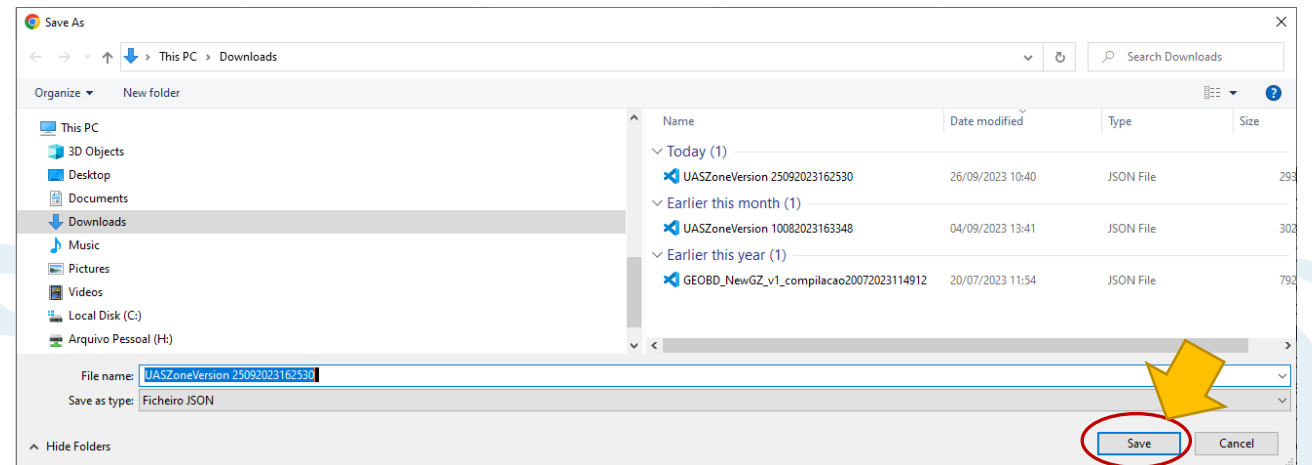 Save As
This PC > Downloads
Search Downloads
Organize
New folder
This PC
3D Objects
Desktop
Documents
Downloads
Music
Pictures
Videos
Local Disk (C:)
Arquivo Pessoal (H:)
Name Date modified Type Size
Today (1)
UASZoneVersion 25092023162530 26/09/2023 10:40 JSON File 293
Earlier this month (1)
UASZoneVersion 10082023163348 04/09/2023 13:41 JSON File 302
Earlier this year (1)
GEOBD_NewGZ_v1_compilacao20072023114912 20/07/2023 11:54 JSON File 792
File name: UASZoneVersion 25092023162530
Save as type: Ficheiro JSON
Hide Folders
Save
Cancel